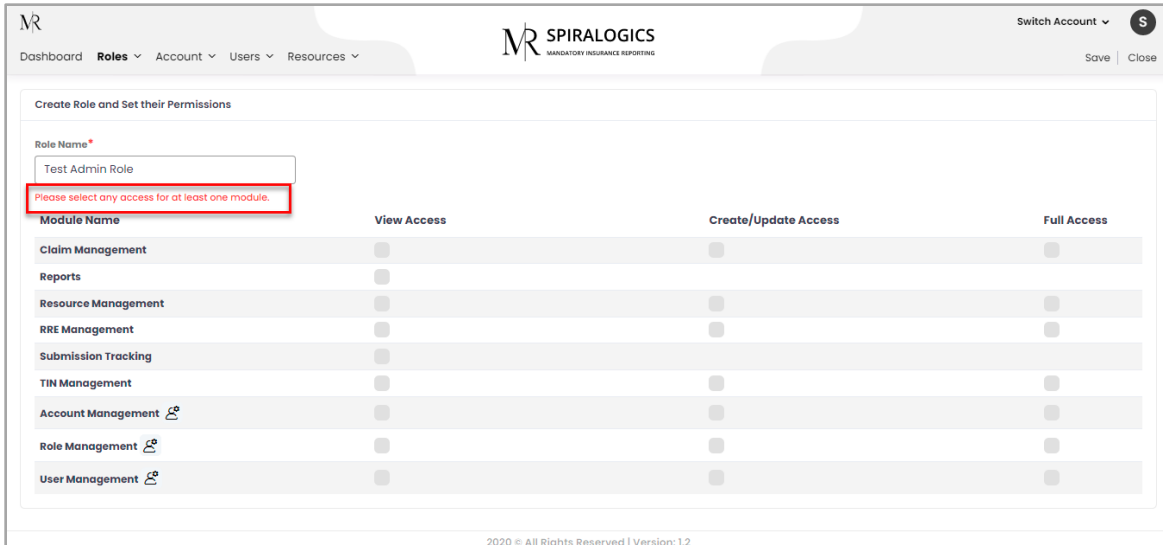 MR
Switch Account
S
MR SPIRALOGICS
MANDATORY INSURANCE REPORTING
Dashboard Roles Account Users Resources
Save | Close
Create Role and Set their Permissions
Role Name*
Test Admin Role
Please select any access for at least one module.
Module Name View Access Create/Update Access Full Access
Claim Management
Reports
Resource Management
RRE Management
Submission Tracking
TIN Management
Account Management
Role Management
User Management
2020 © All Rights Reserved | Version: 1.2